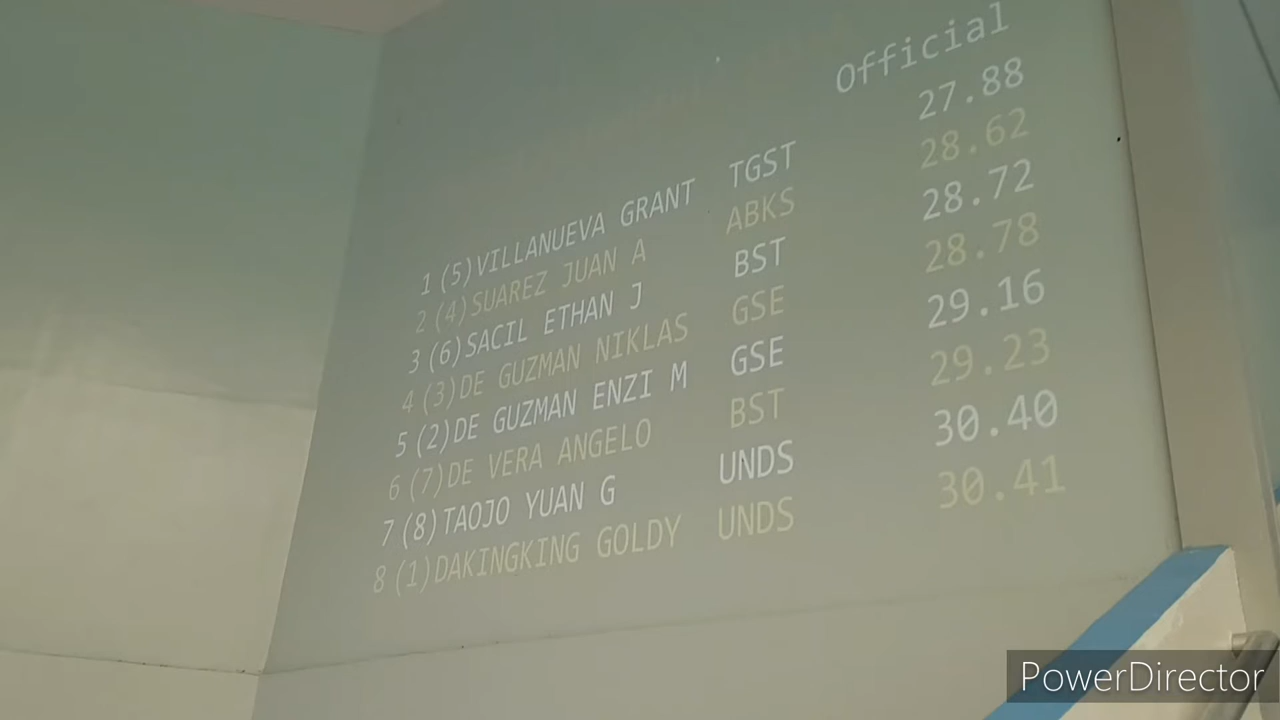 Official
1 (5)VILLANUEVA GRANT TGST 27.88
2 (4)SUAREZ JUAN A ABKS 28.62
3 (6)SACIL ETHAN J BST 28.72
4 (3)DE GUZMAN NIKLAS GSE 28.78
5 (2)DE GUZMAN ENZI M GSE 29.16
6 (7)DE VERA ANGELO BST 29.23
7 (8)TAOJO YUAN G UNDS 30.40
8 (1)DAKINGKING GOLDY UNDS 30.41
PowerDirector